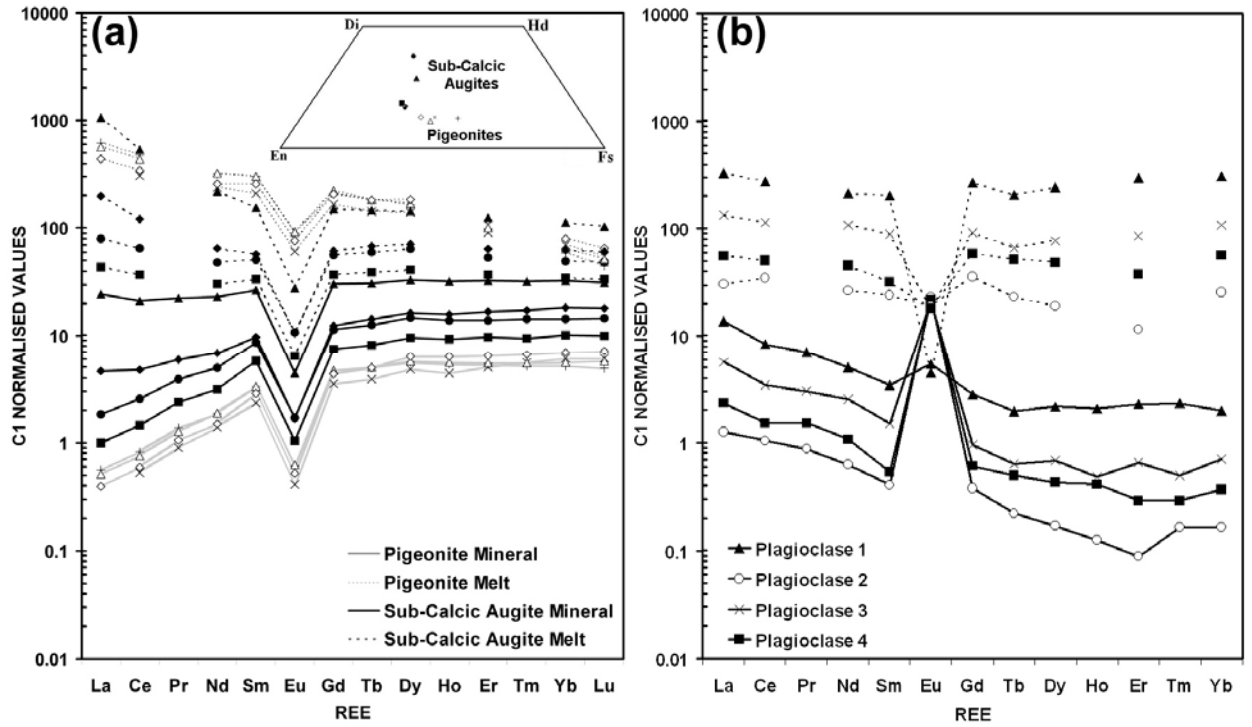 (a)
10000
1000
100
10
1
0.1
0.01
C1 NORMALISED VALUES
Di
Hd
En
Fs
Sub-Calcic
Augites
Pigeonites
Pigeonite Mineral
Pigeonite Melt
Sub-Calcic Augite Mineral
Sub-Calcic Augite Melt
La Ce Pr Nd Sm Eu Gd Tb Dy Ho Er Tm Yb Lu
REE
(b)
10000
1000
100
10
1
0.1
0.01
C1 NORMALISED VALUES
Plagioclase 1
Plagioclase 2
Plagioclase 3
Plagioclase 4
La Ce Pr Nd Sm Eu Gd Tb Dy Ho Er Tm Yb
REE